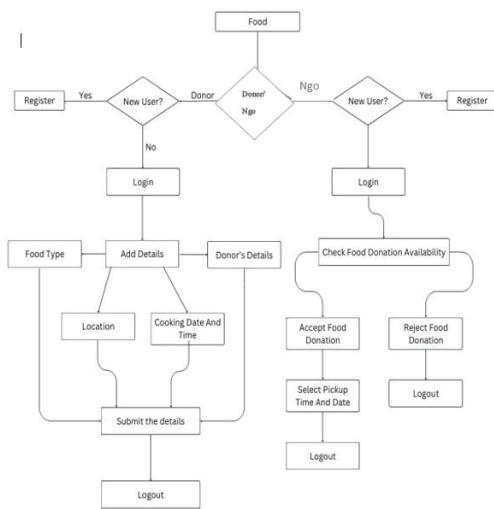 Food
Donor/
Ngo
Donor
Ngo
New User?
Yes
Register
No
New User?
Yes
Register
Login
Login
Food Type
Add Details
Donor's Details
Check Food Donation Availability
Location
Cooking Date And
Time
Accept Food
Donation
Reject Food
Donation
Select Pickup
Time And Date
Logout
Submit the details
Logout
Logout